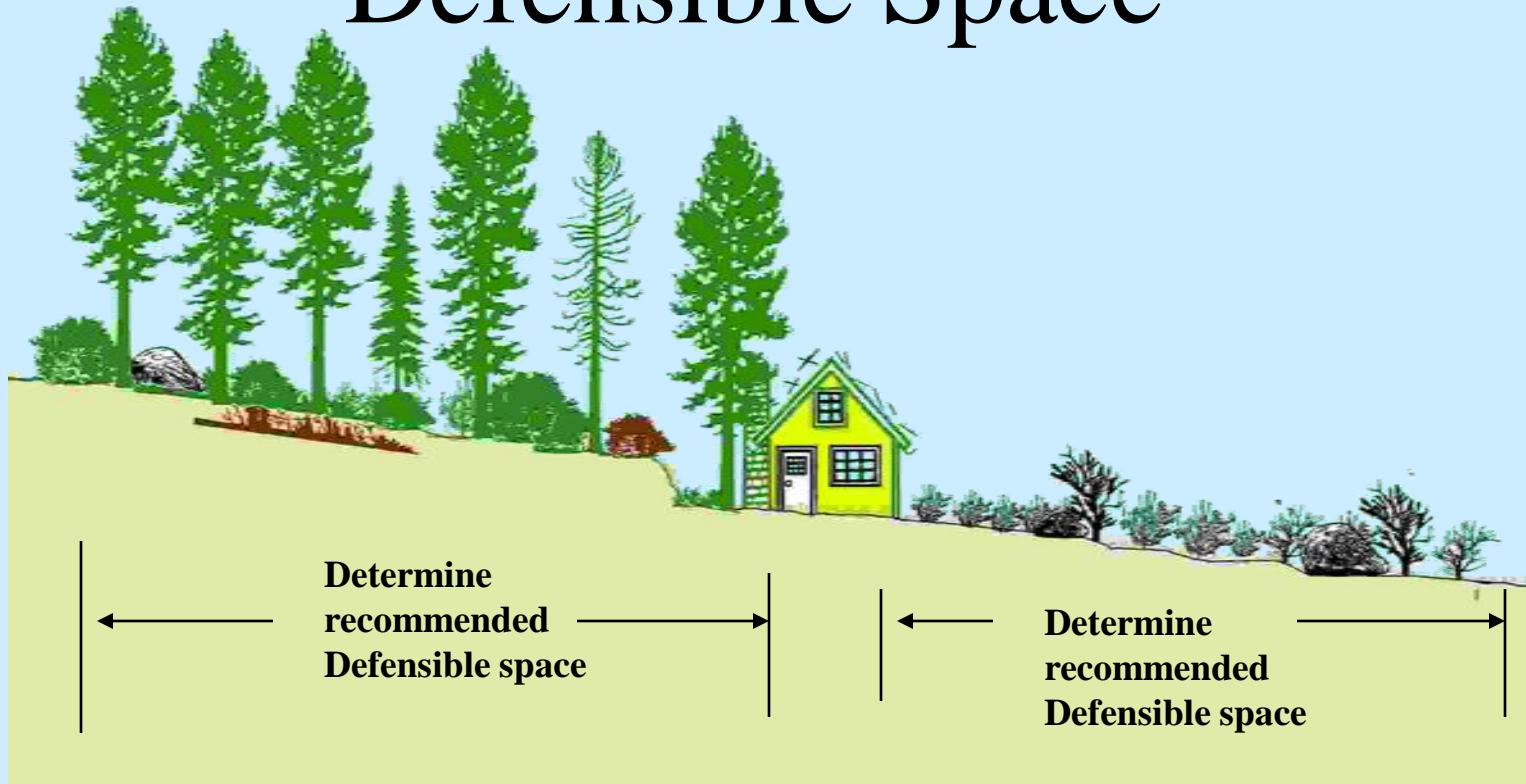 Defensible Space
Determine
recommended
Defensible space
Determine
recommended
Defensible space